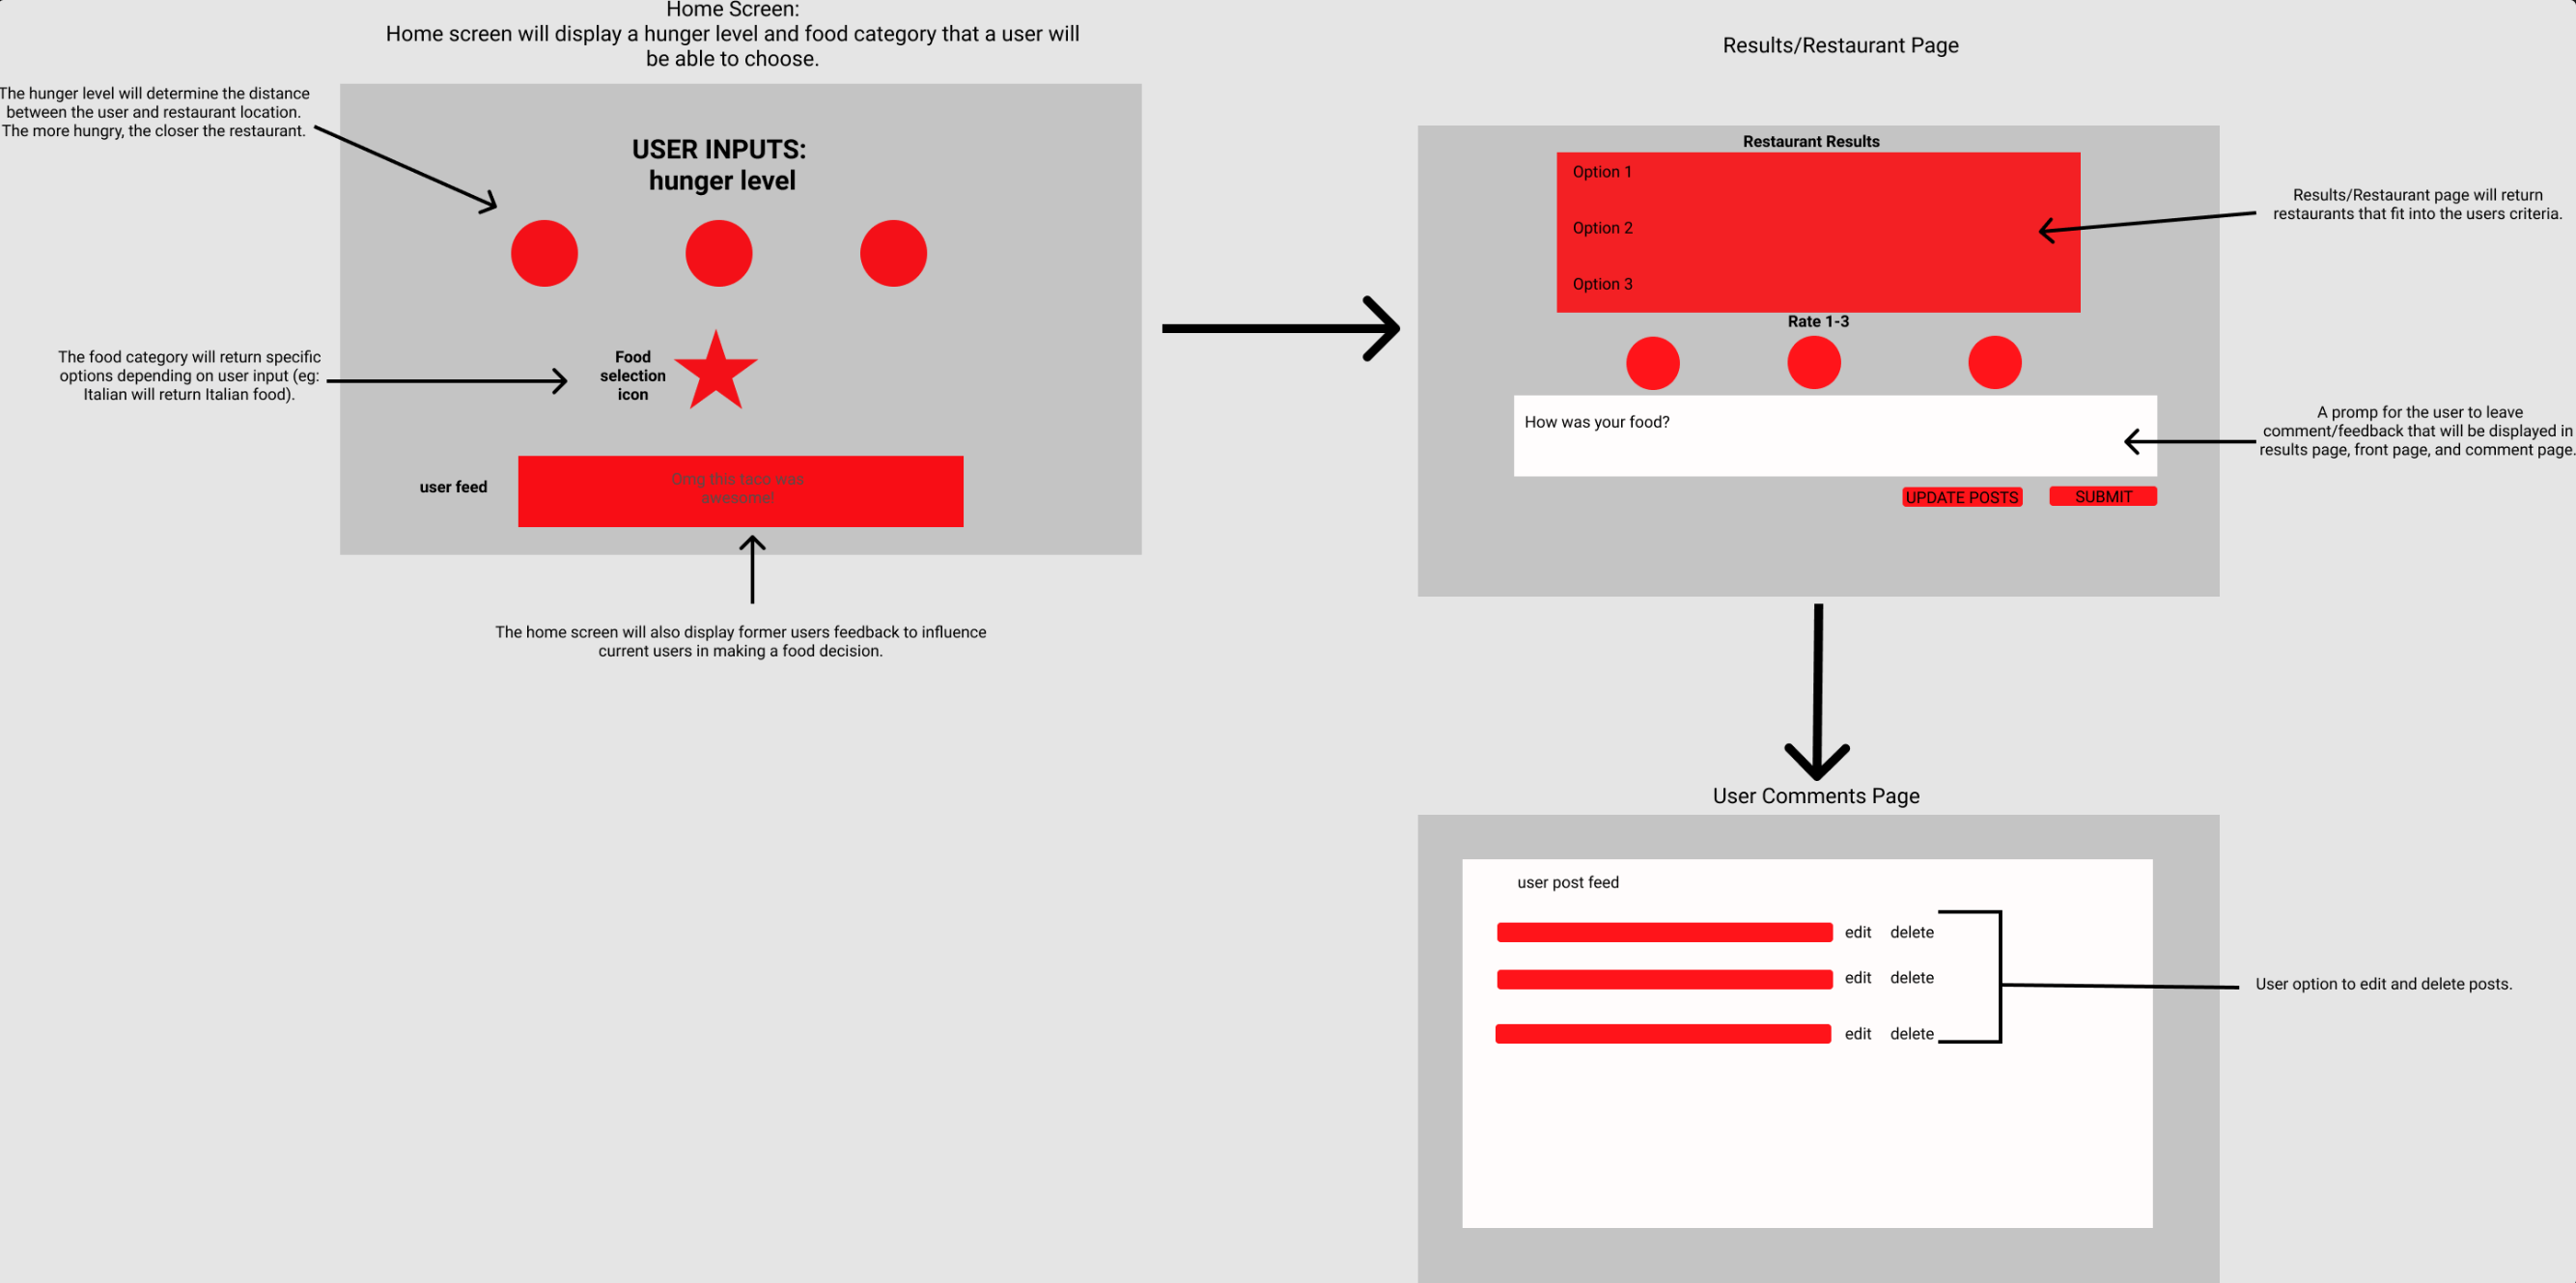 Home Screen:
Home screen will display a hunger level and food category that a user will
be able to choose.
The hunger level will determine the distance
between the user and restaurant location.
The more hungry, the closer the restaurant.
USER INPUTS:
hunger level
The food category will return specific
options depending on user input (eg:
Italian will return Italian food).
Food
selection
icon
user feed
Omg this taco was
awesome!
The home screen will also display former users feedback to influence
current users in making a food decision.
Results/Restaurant Page
Restaurant Results
Option 1
Option 2
Option 3
Results/Restaurant page will return
restaurants that fit into the users criteria.
Rate 1-3
How was your food?
A promp for the user to leave
comment/feedback that will be displayed in
results page, front page, and comment page.
UPDATE POSTS
SUBMIT
User Comments Page
user post feed
edit delete
edit delete
edit delete
User option to edit and delete posts.